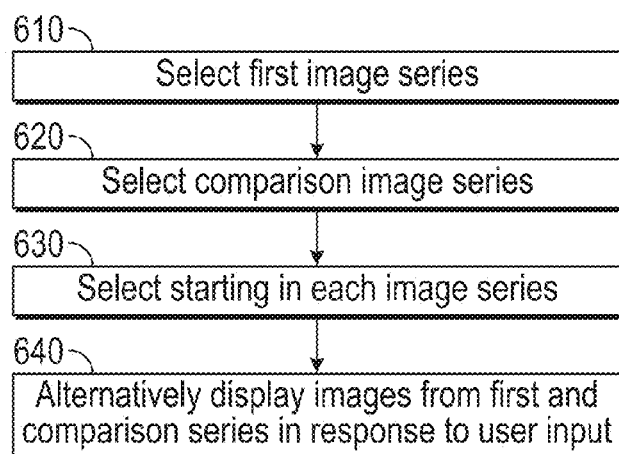 610
Select first image series
620
Select comparison image series
630
Select starting in each image series
640
Alternatively display images from first and
comparison series in response to user input